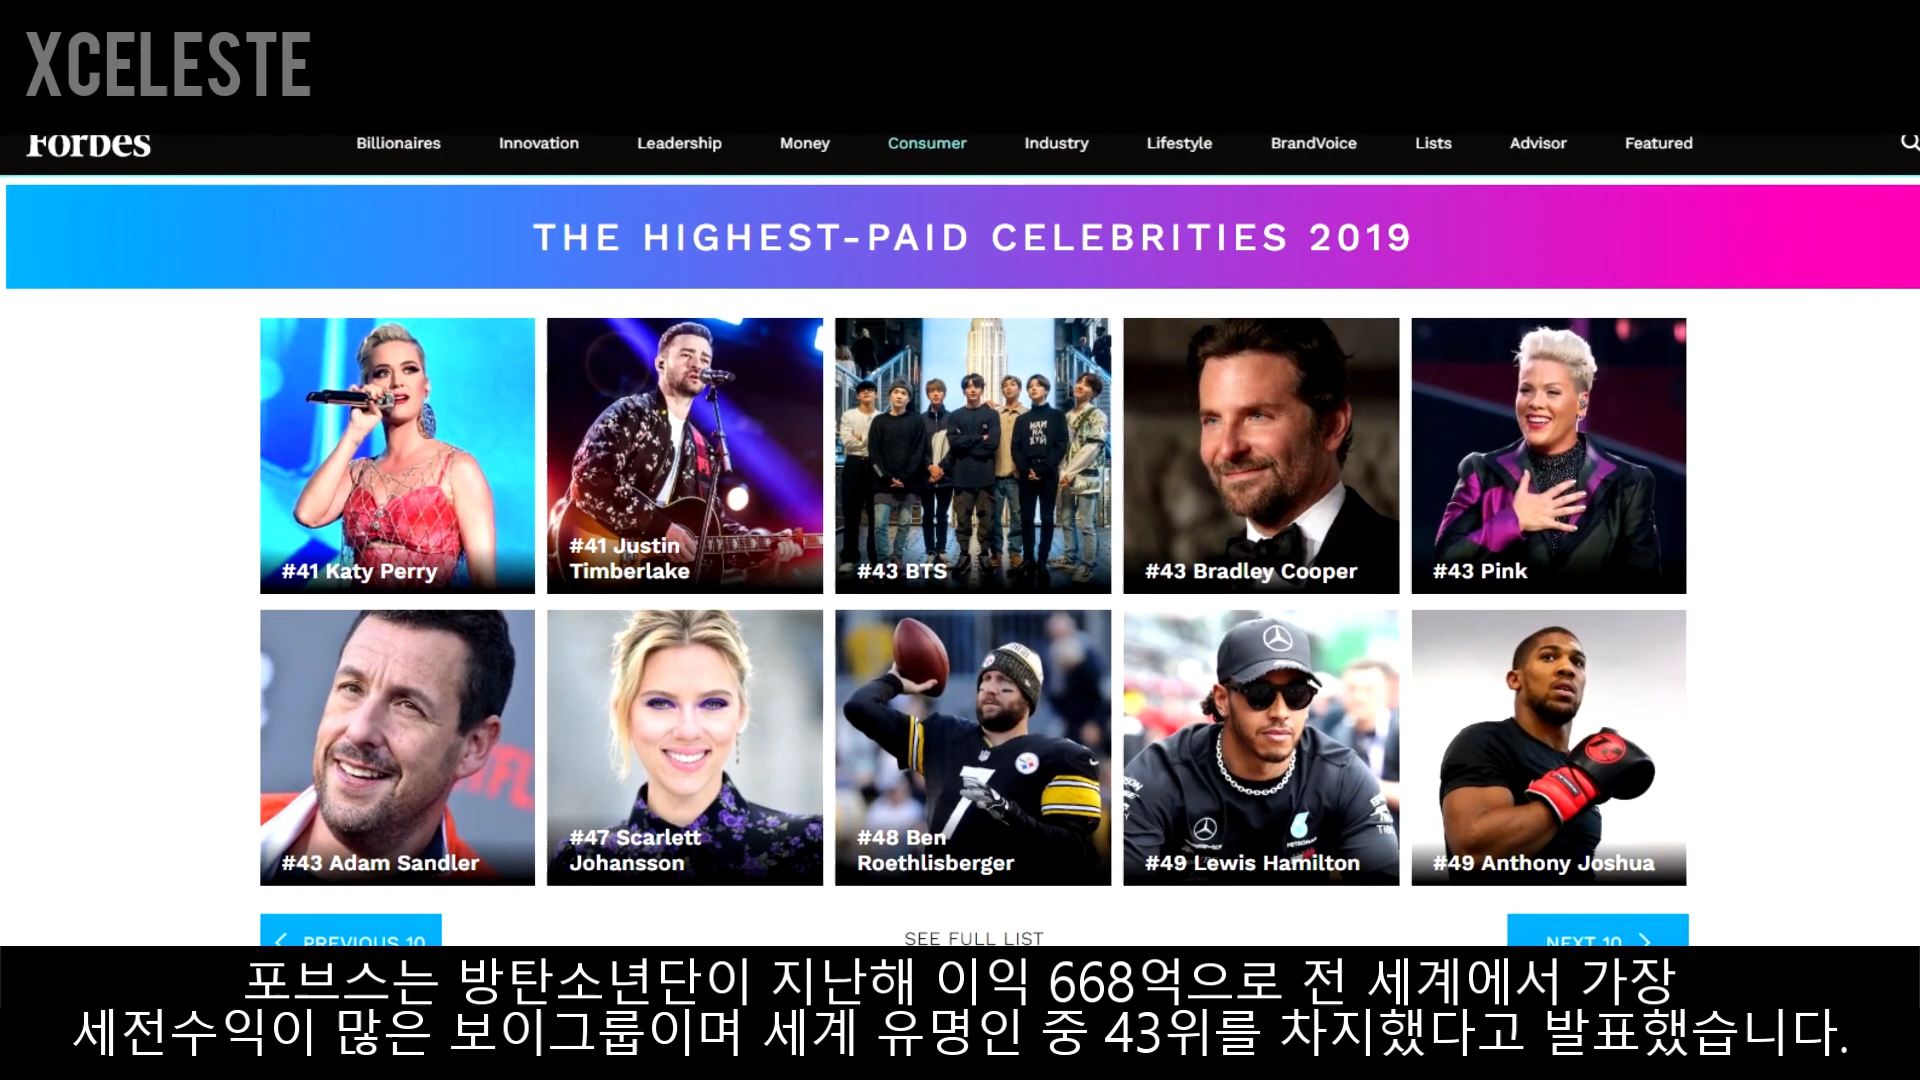 XCELESTE
Forbes
Billionaires Innovation Leadership Money Consumer Industry Lifestyle BrandVoice Lists Advisor Featured
THE HIGHEST-PAID CELEBRITIES 2019
#41 Katy Perry
#41 Justin
Timberlake
#43 BTS
#43 Bradley Cooper
#43 Pink
#43 Adam Sandler
#47 Scarlett
Johansson
#48 Ben
Roethlisberger
#49 Lewis Hamilton
#49 Anthony Joshua
PREVIOUS 10
SEE FULL LIST
NEXT 10
포브스는 방탄소년단이 지난해 이익 668억으로 전 세계에서 가장
세전수익이 많은 보이그룹이며 세계 유명인 중 43위를 차지했다고 발표했습니다.